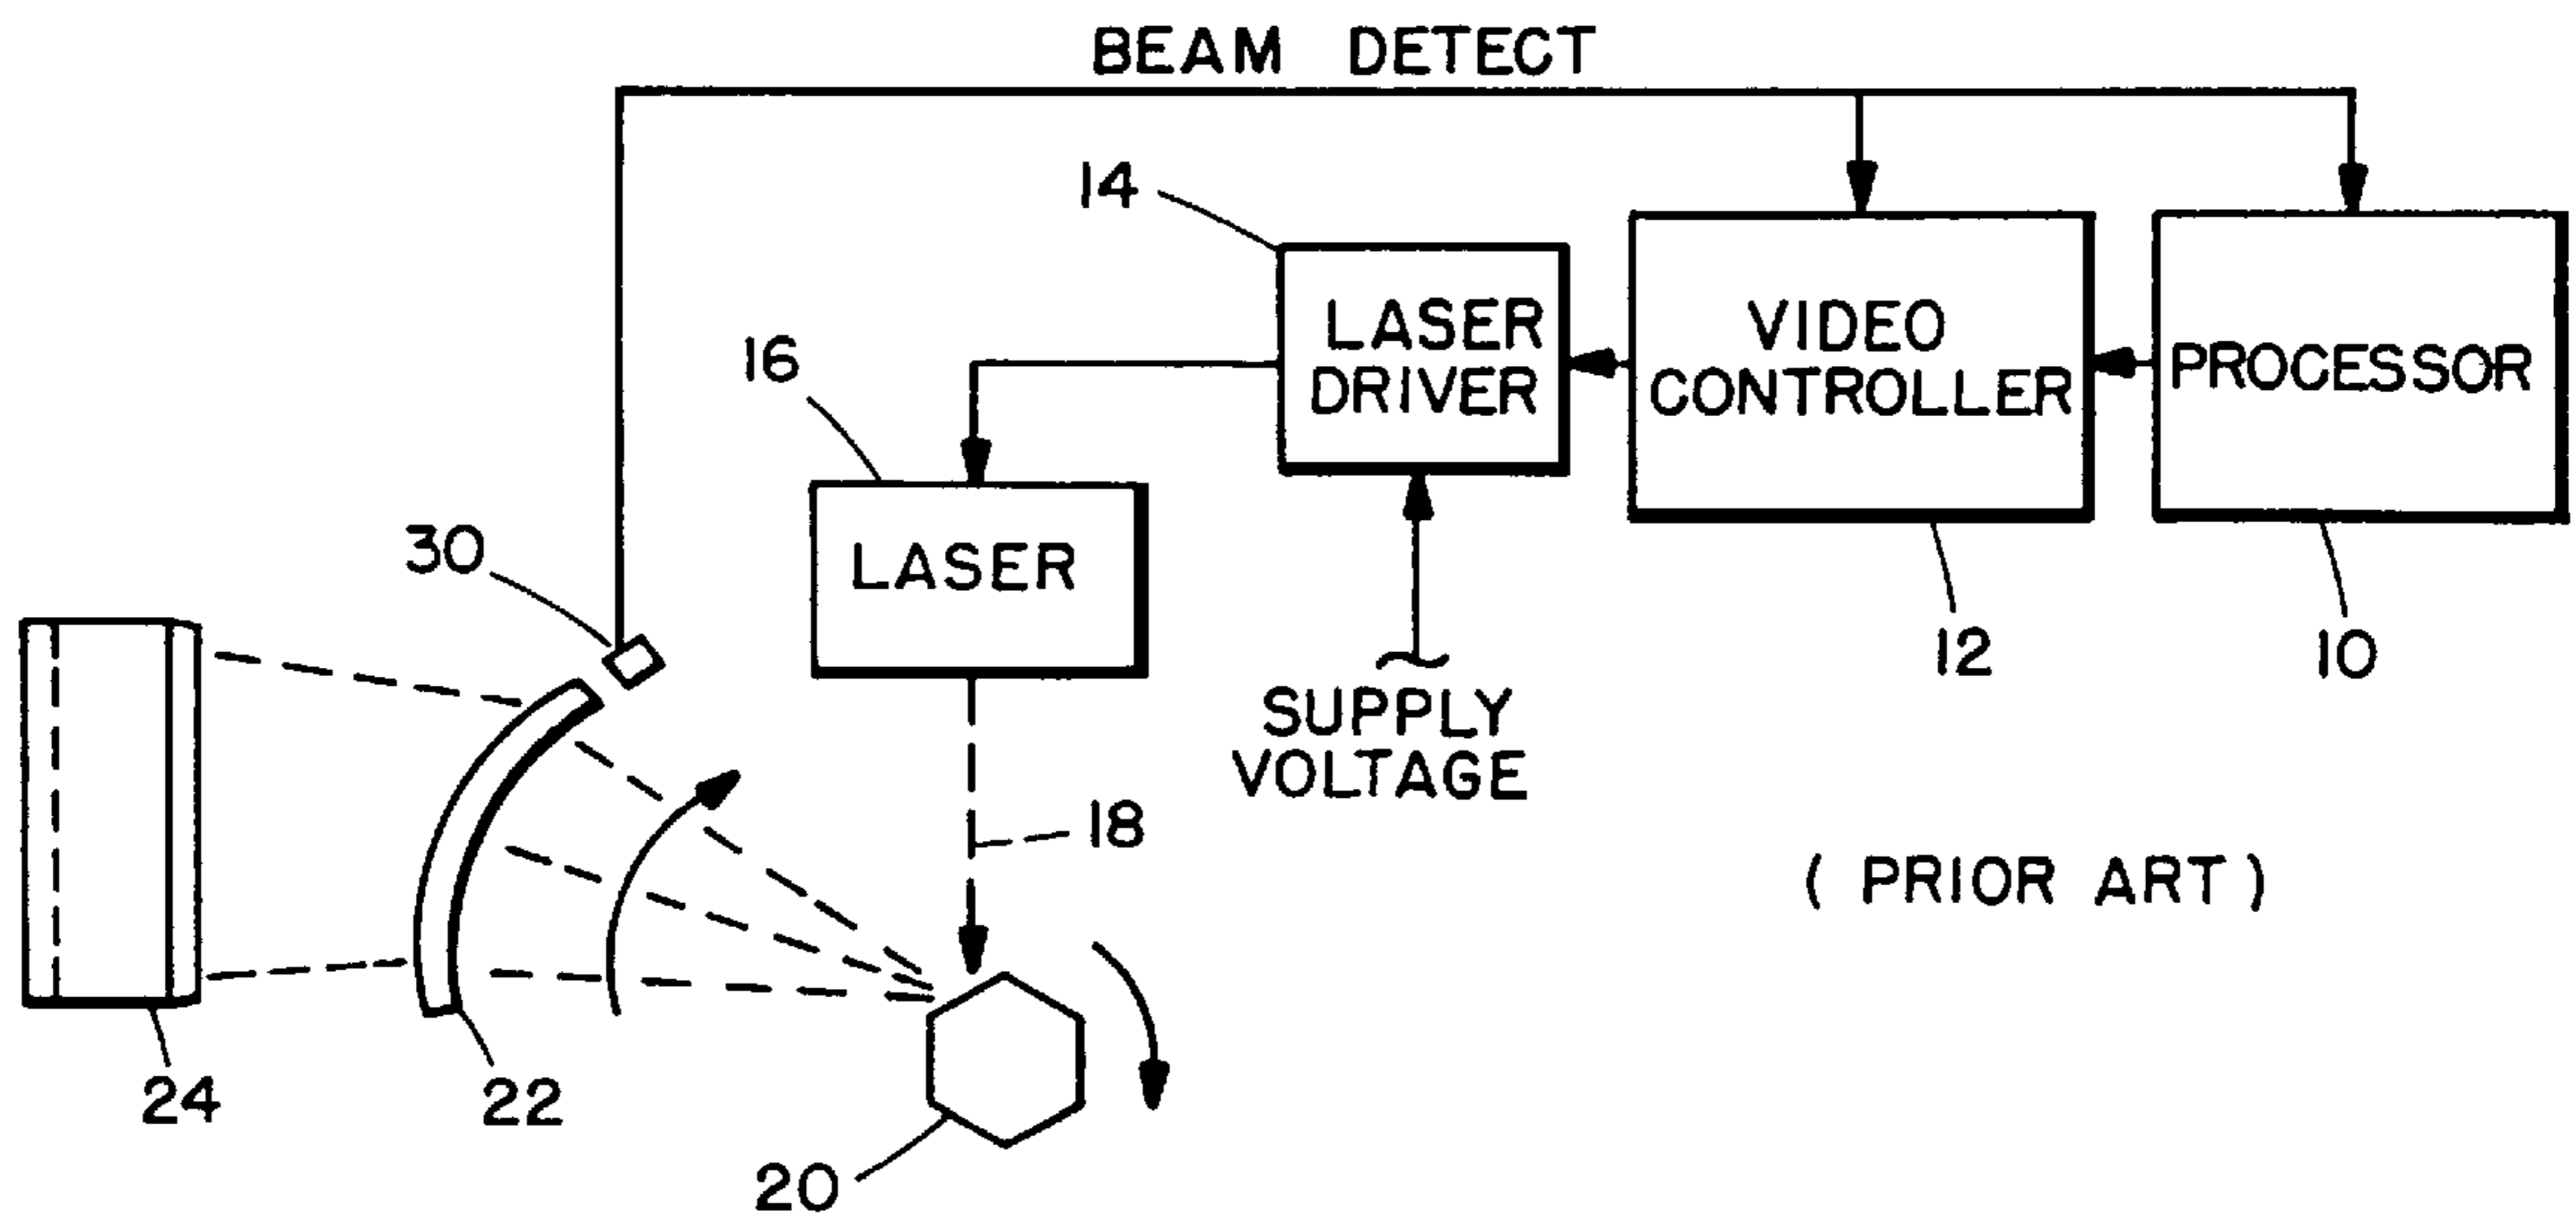 BEAM DETECT
14
LASER
DRIVER
VIDEO
CONTROLLER
PROCESSOR
16
LASER
30
12
10
SUPPLY
VOLTAGE
18
( PRIOR ART )
24
22
20